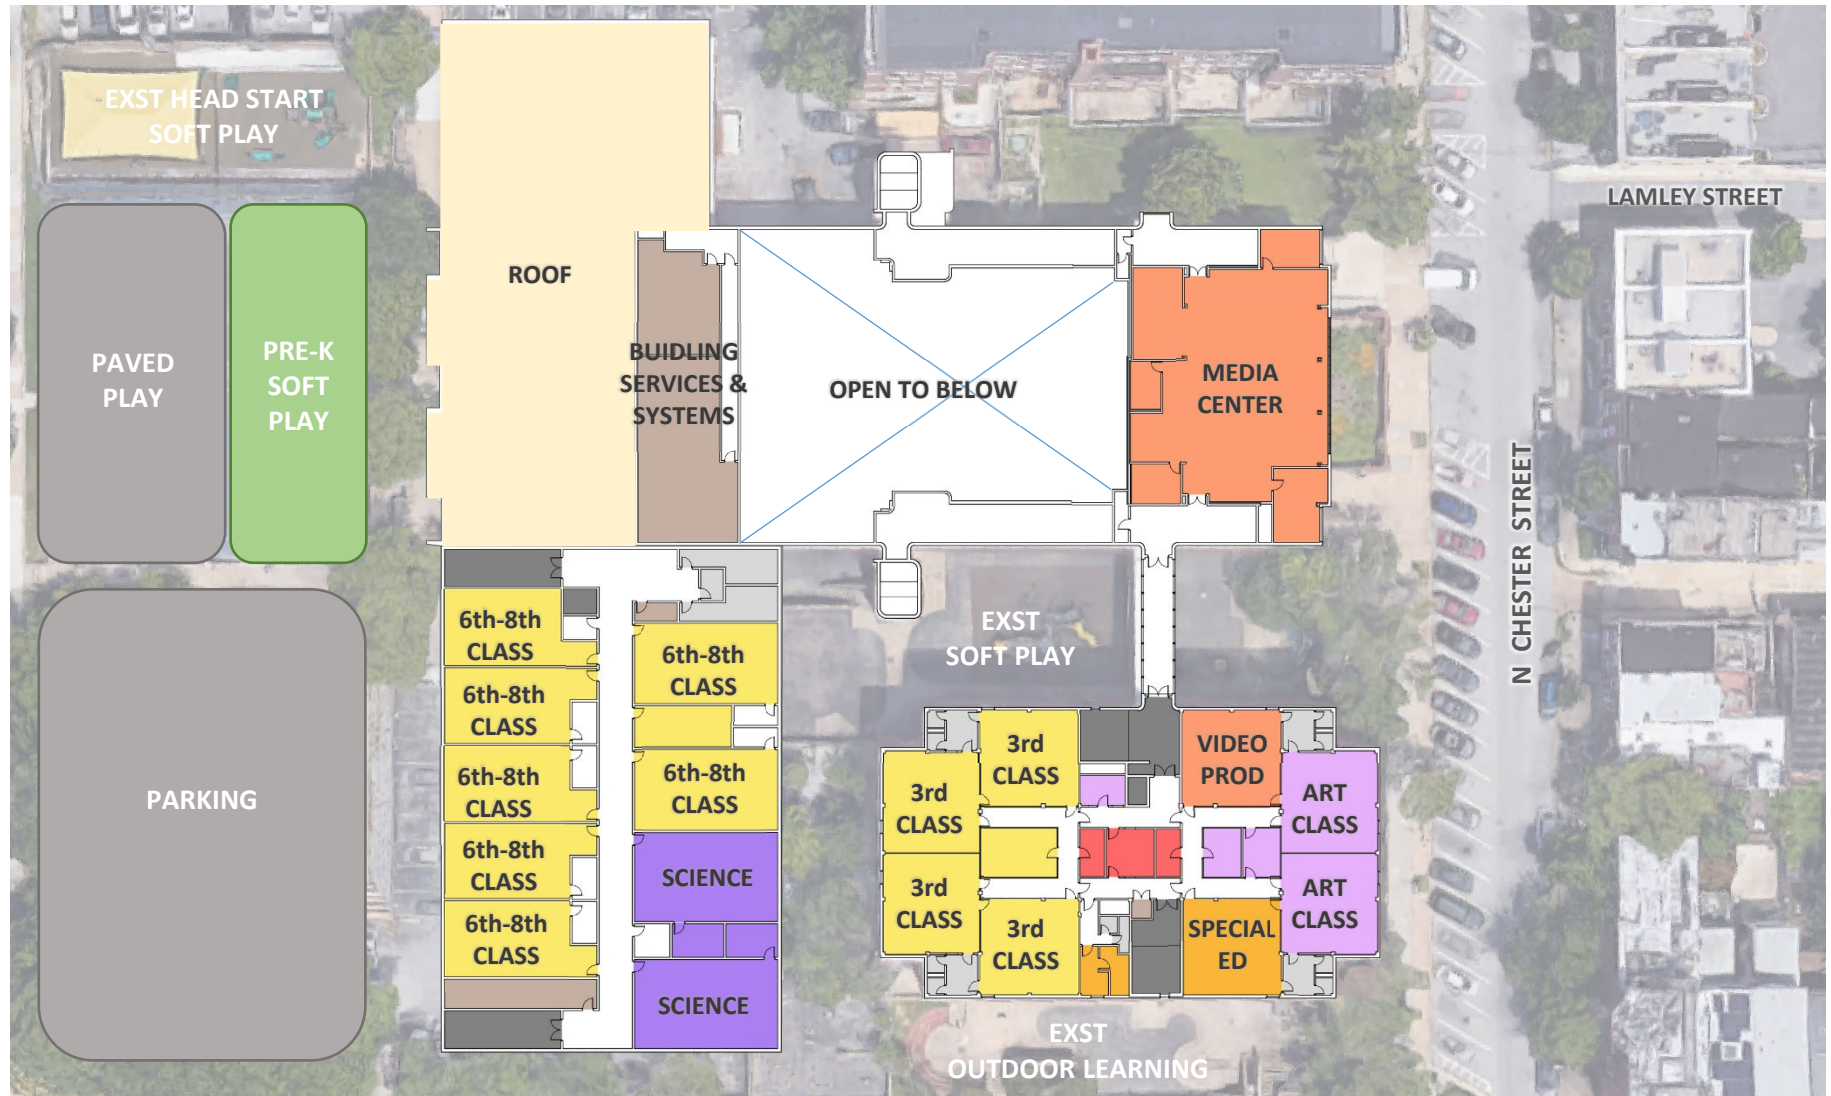 EXST HEAD START
SOFT PLAY
LAMLEY STREET
ROOF
PAVED
PLAY
PRE-K
SOFT
PLAY
BUIDLING
SERVICES &
SYSTEMS
OPEN TO BELOW
MEDIA
CENTER
N CHESTER STREET
6th-8th
CLASS
6th-8th
CLASS
6th-8th
CLASS
6th-8th
CLASS
6th-8th
CLASS
6th-8th
CLASS
6th-8th
CLASS
SCIENCE
SCIENCE
PARKING
EXST
SOFT PLAY
3rd
CLASS
3rd
CLASS
3rd
CLASS
3rd
CLASS
VIDEO
PROD
ART
CLASS
ART
CLASS
SPECIAL
ED
EXST
OUTDOOR LEARNING